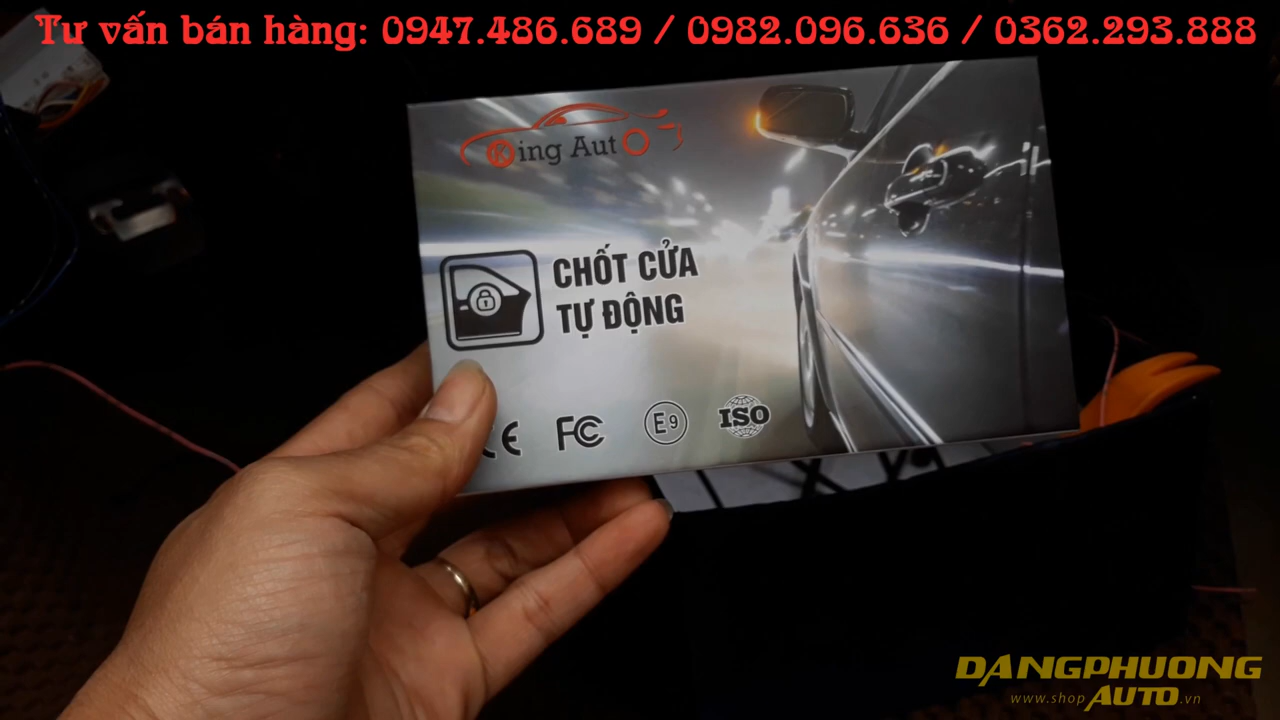 Tư vấn bán hàng: 0947.486.689 / 0982.096.636 / 0362.293.888
King Auto
CHỐT CỬA
TỰ ĐỘNG
CE FC E9 ISO
DANGPHUONG
www.shop AUTO.vn